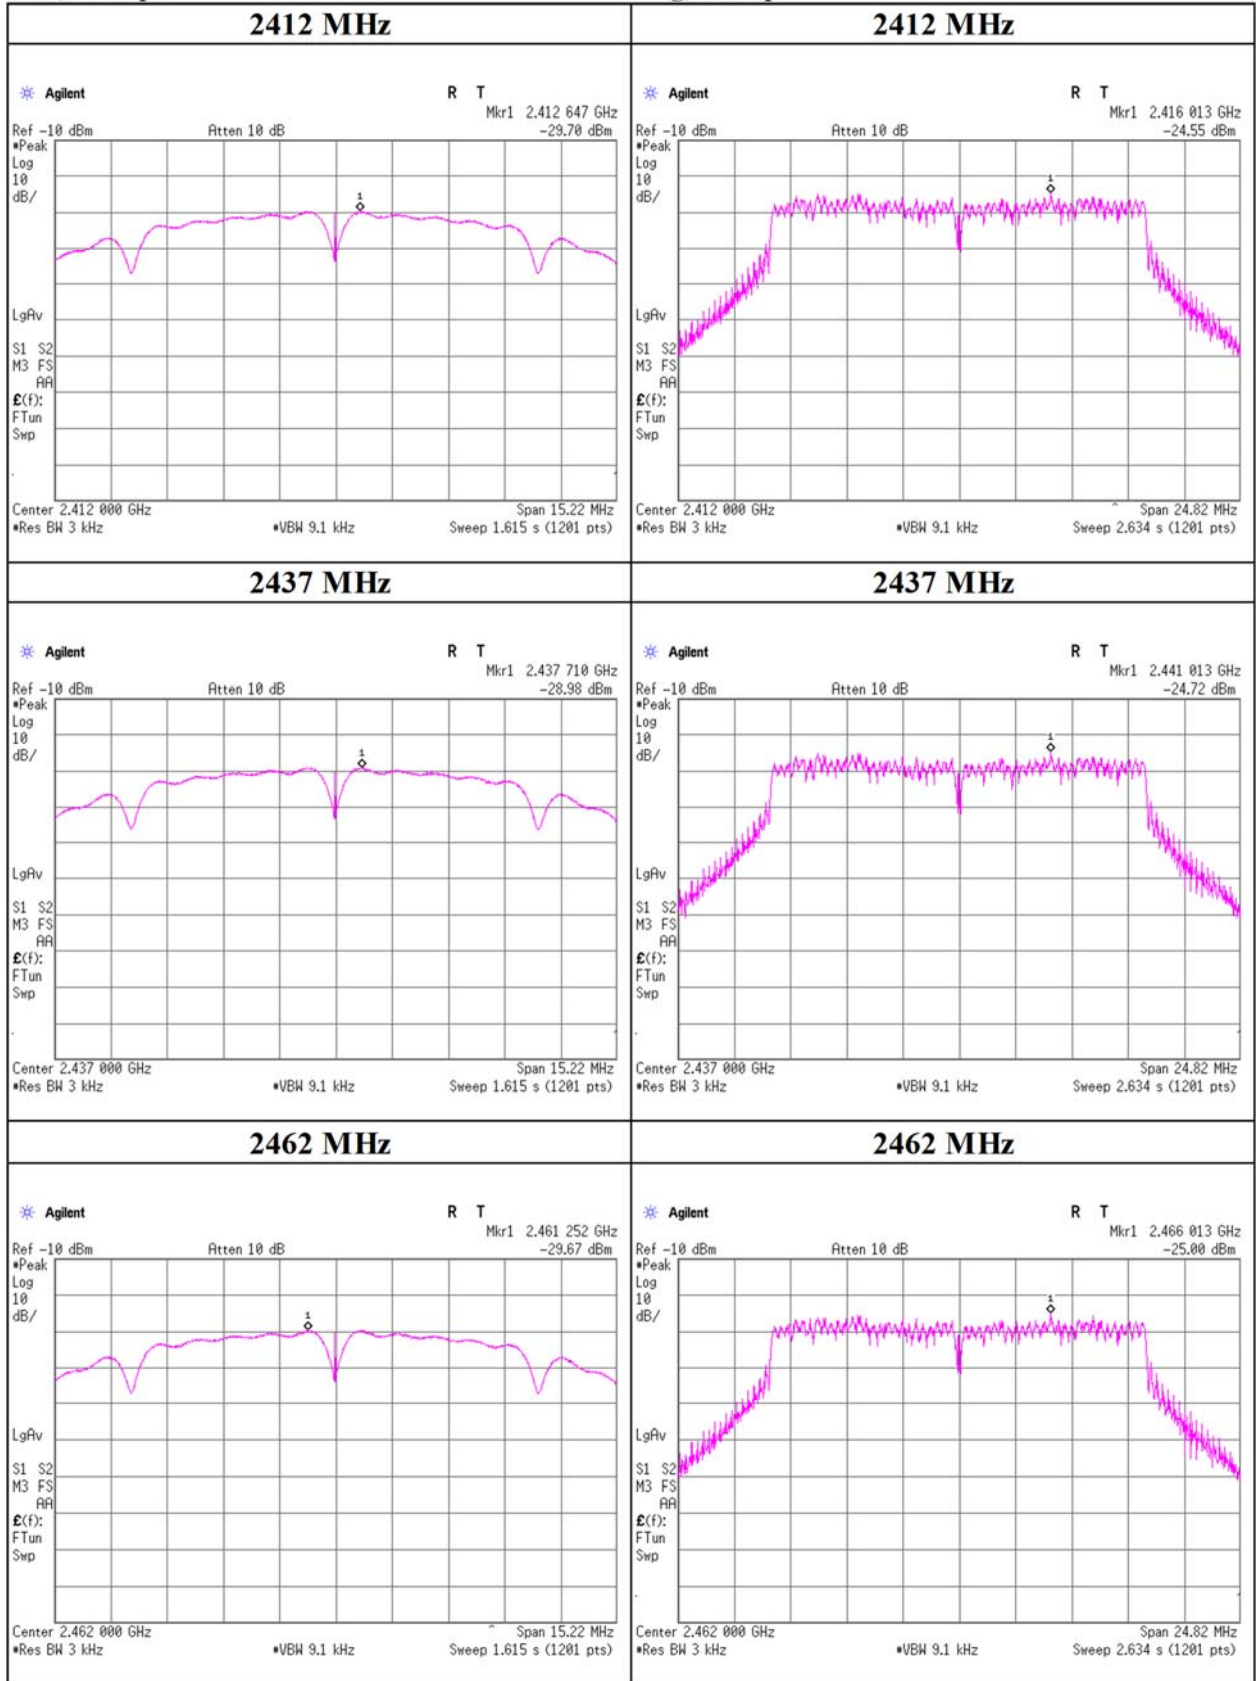 2412 MHz
2412 MHz
Agilent
R T
Mkr1 2.412 647 GHz
Ref -10 dBm
Atten 10 dB
-29.70 dBm
*Peak
Log
10
dB/
1
LgAv
S1 S2
M3 FS
AA
£(f):
FTun
Swp
Center 2.412 000 GHz
Span 15.22 MHz
*Res BW 3 kHz
*VBW 9.1 kHz
Sweep 1.615 s (1201 pts)
Agilent
R T
Mkr1 2.416 013 GHz
Ref -10 dBm
Atten 10 dB
-24.55 dBm
*Peak
Log
10
dB/
1
LgAv
S1 S2
M3 FS
AA
£(f):
FTun
Swp
Center 2.412 000 GHz
^ Span 24.82 MHz
*Res BW 3 kHz
*VBW 9.1 kHz
Sweep 2.634 s (1201 pts)
2437 MHz
2437 MHz
Agilent
R T
Mkr1 2.437 710 GHz
Ref -10 dBm
Atten 10 dB
-28.98 dBm
*Peak
Log
10
dB/
1
LgAv
S1 S2
M3 FS
AA
£(f):
FTun
Swp
Center 2.437 000 GHz
Span 15.22 MHz
*Res BW 3 kHz
*VBW 9.1 kHz
Sweep 1.615 s (1201 pts)
Agilent
R T
Mkr1 2.441 013 GHz
Ref -10 dBm
Atten 10 dB
-24.72 dBm
*Peak
Log
10
dB/
1
LgAv
S1 S2
M3 FS
AA
£(f):
FTun
Swp
Center 2.437 000 GHz
Span 24.82 MHz
*Res BW 3 kHz
*VBW 9.1 kHz
Sweep 2.634 s (1201 pts)
2462 MHz
2462 MHz
Agilent
R T
Mkr1 2.461 252 GHz
Ref -10 dBm
Atten 10 dB
-29.67 dBm
*Peak
Log
10
dB/
1
LgAv
S1 S2
M3 FS
AA
£(f):
FTun
Swp
Center 2.462 000 GHz
^ Span 15.22 MHz
*Res BW 3 kHz
*VBW 9.1 kHz
Sweep 1.615 s (1201 pts)
Agilent
R T
Mkr1 2.466 013 GHz
Ref -10 dBm
Atten 10 dB
-25.00 dBm
*Peak
Log
10
dB/
1
LgAv
S1 S2
M3 FS
AA
£(f):
FTun
Swp
Center 2.462 000 GHz
Span 24.82 MHz
*Res BW 3 kHz
*VBW 9.1 kHz
Sweep 2.634 s (1201 pts)